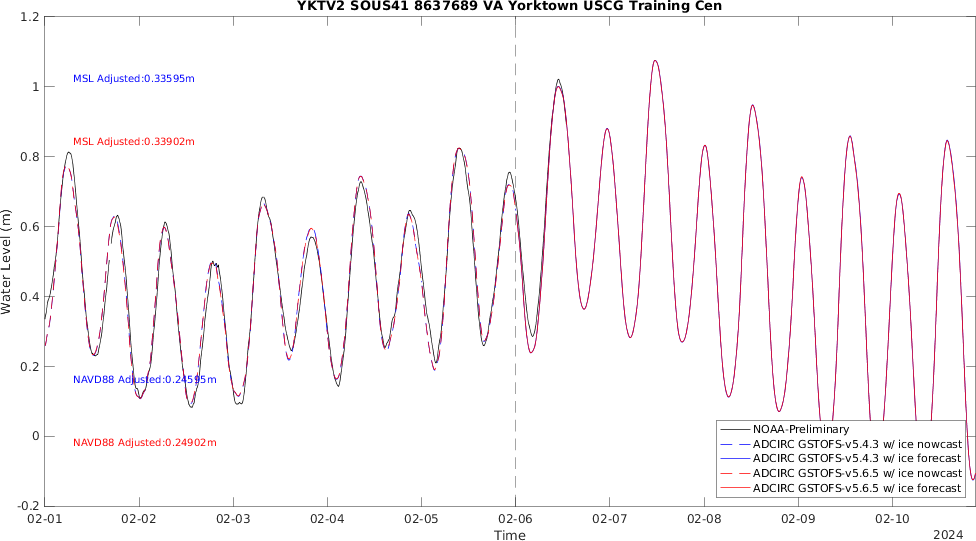 YKTV2 SOUS41 8637689 VA Yorktown USCG Training Cen
1.2
1
0.8
0.6
0.4
0.2
0
-0.2
Water Level (m)
MSL Adjusted:0.33595m
MSL Adjusted:0.33902m
NAVD88 Adjusted:0.24595m
NAVD88 Adjusted:0.24902m
NOAA-Preliminary
ADCIRC GSTOFS-v5.4.3 w/ ice nowcast
ADCIRC GSTOFS-v5.4.3 w/ ice forecast
ADCIRC GSTOFS-v5.6.5 w/ ice nowcast
ADCIRC GSTOFS-v5.6.5 w/ ice forecast
02-01 02-02 02-03 02-04 02-05 02-06 02-07 02-08 02-09 02-10
Time
2024